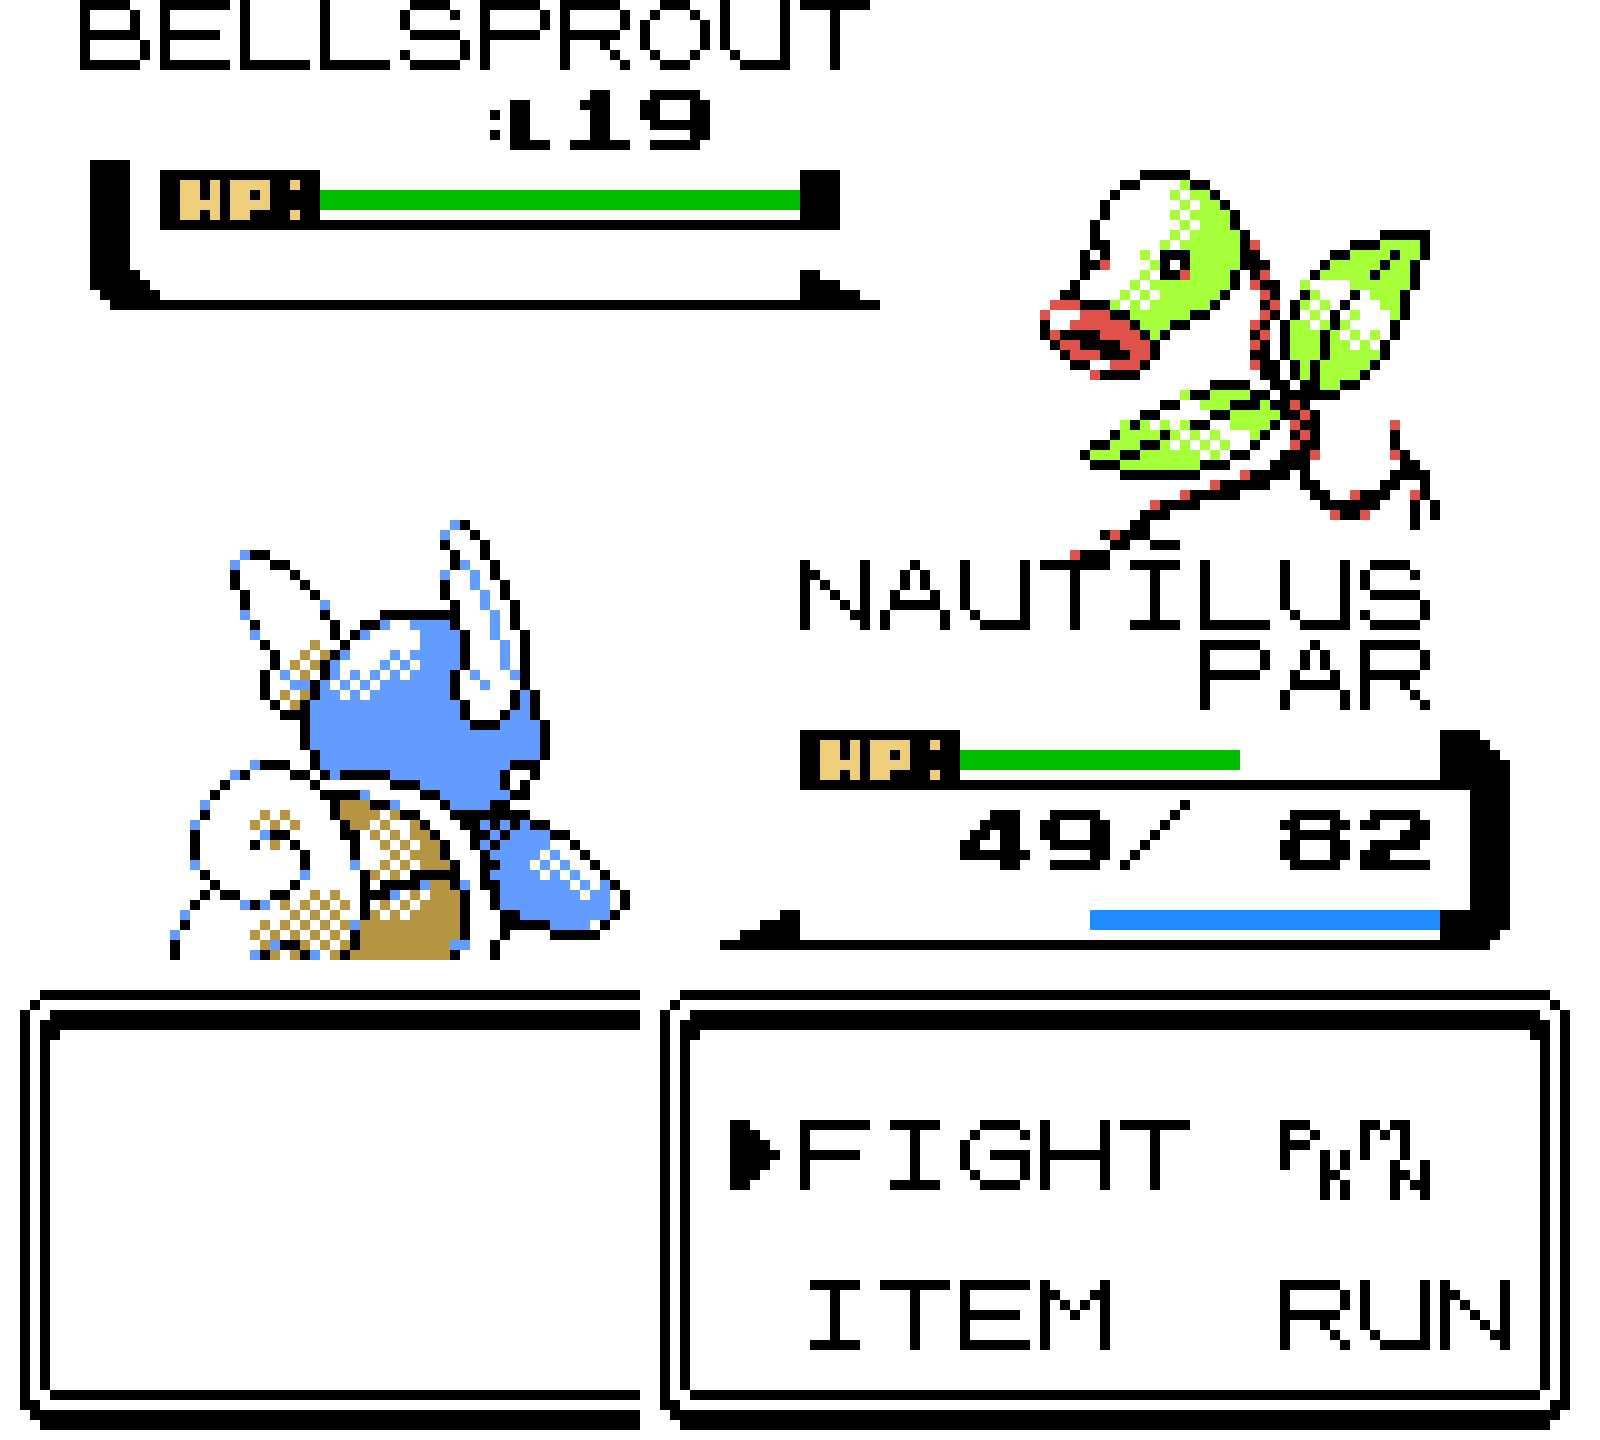 BELLSPROUT
:L19
HP:
NAUTILUS
PAR
HP:
49/ 82
FIGHT PKMN
ITEM RUN